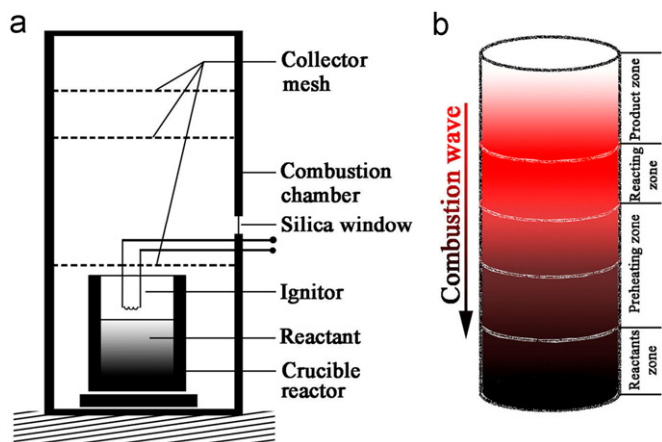 a
Collector
mesh
Combustion
chamber
Silica window
Ignitor
Reactant
Crucible
reactor
b
Combustion wave
Product zone
Reacting
zone
Preheating zone
Reactants
zone